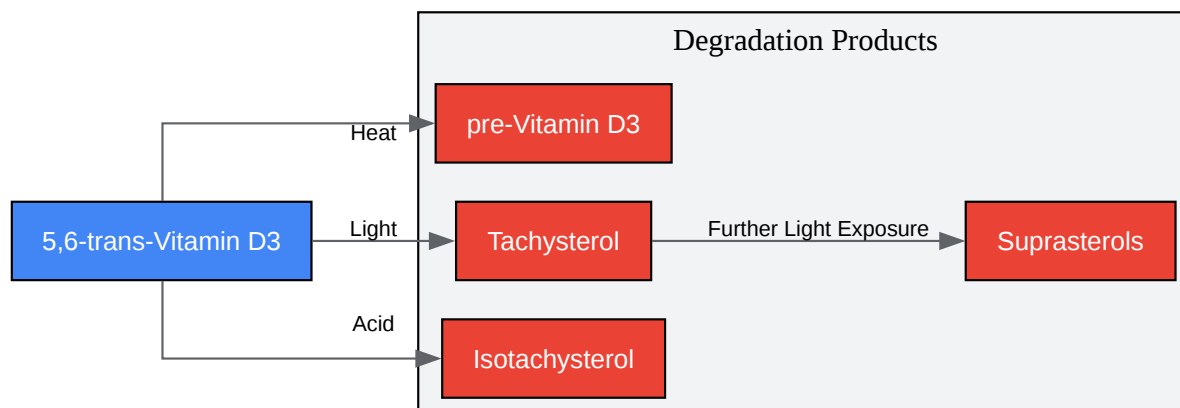 Degradation Products
pre-Vitamin D3
Heat
5,6-trans-Vitamin D3
Light
Tachysterol
Further Light Exposure
Suprasterols
Acid
Isotachysterol